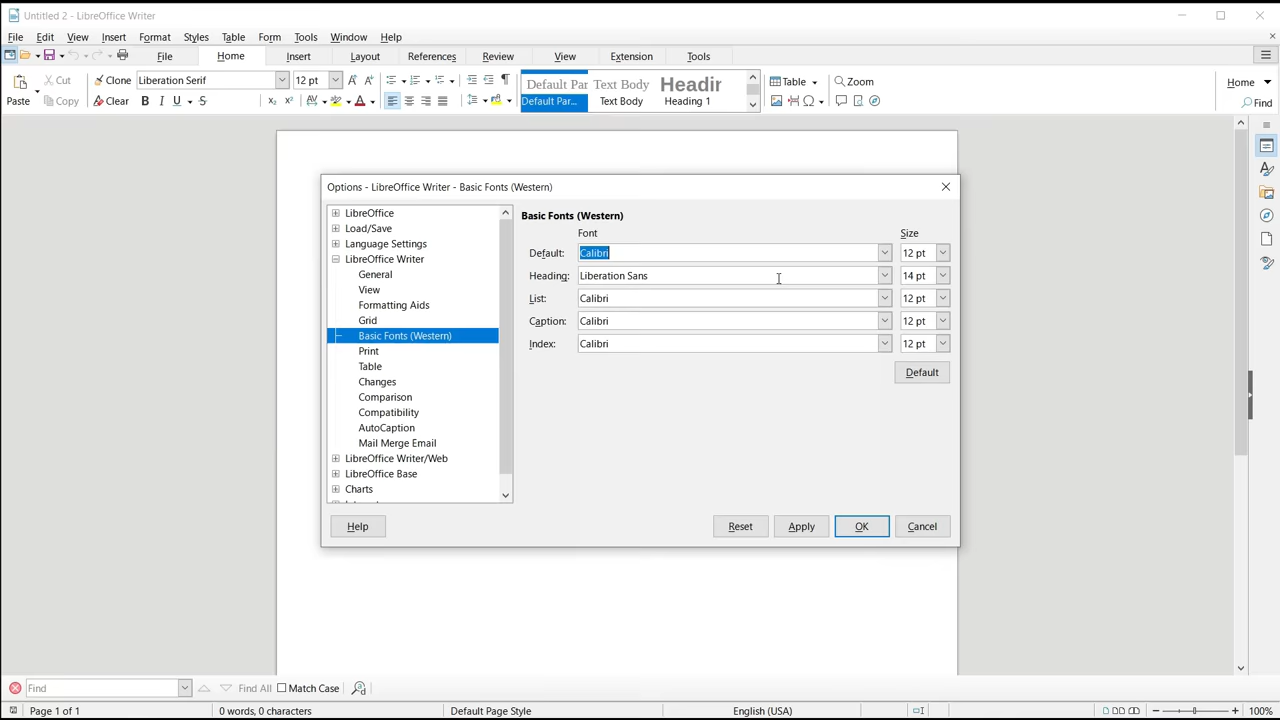 Untitled 2 - LibreOffice Writer
File Edit View Insert Format Styles Table Form Tools Window Help
File Home Insert Layout References Review View Extension Tools
Cut Clone Liberation Serif 12 pt Default Par Text Body Headir Table Zoom Home
Paste Copy Clear Default Par... Text Body Heading 1 Find
Options - LibreOffice Writer - Basic Fonts (Western)
LibreOffice
Load/Save
Language Settings
LibreOffice Writer
General
View
Formatting Aids
Grid
Basic Fonts (Western)
Print
Table
Changes
Comparison
Compatibility
AutoCaption
Mail Merge Email
LibreOffice Writer/Web
LibreOffice Base
Charts
Basic Fonts (Western)
Font Size
Default: Calibri 12 pt
Heading: Liberation Sans 14 pt
List: Calibri 12 pt
Caption: Calibri 12 pt
Index: Calibri 12 pt
Default
Help Reset Apply OK Cancel
Find Find All Match Case
Page 1 of 1 0 words, 0 characters Default Page Style English (USA) 100%